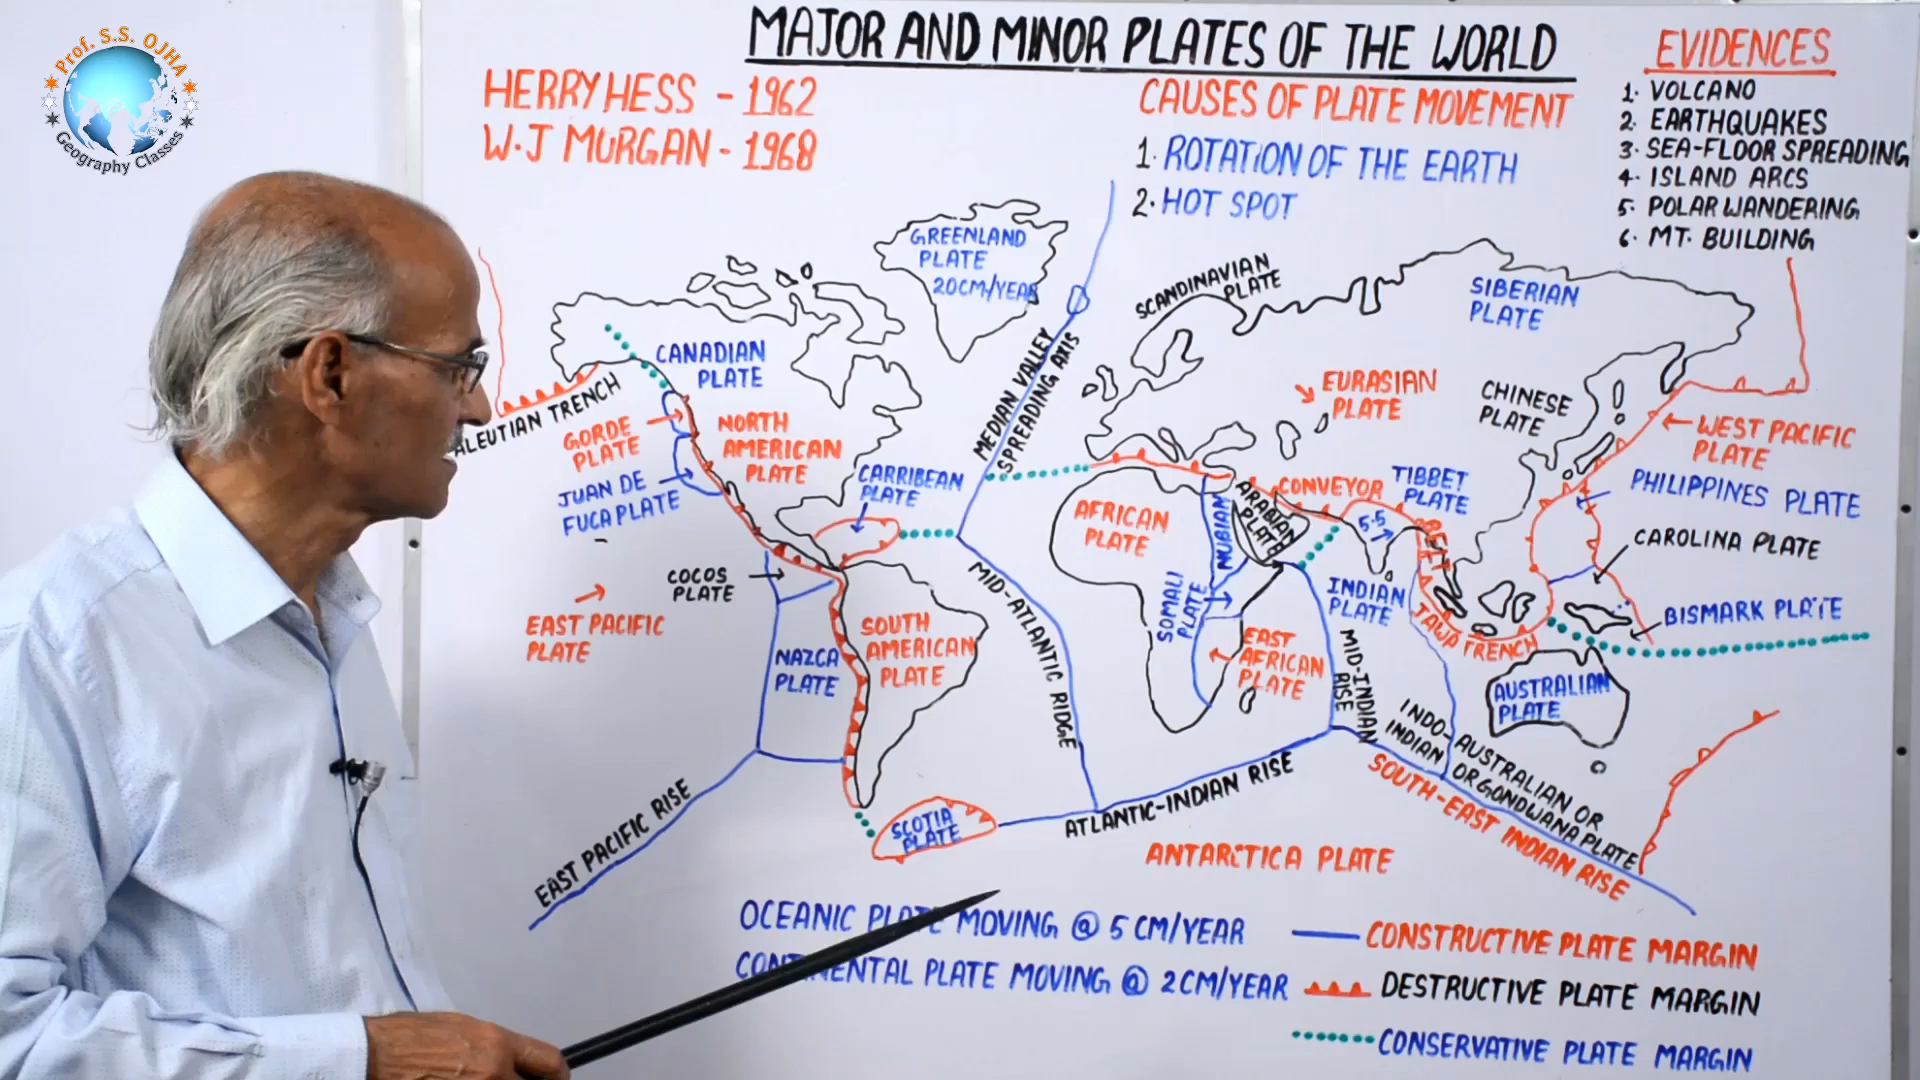 Prof. S.S. OJHA
Geography Classes
MAJOR AND MINOR PLATES OF THE WORLD
HERRY HESS - 1962
W.J MORGAN - 1968
CAUSES OF PLATE MOVEMENT
1. ROTATION OF THE EARTH
2. HOT SPOT
EVIDENCES
1. VOLCANO
2. EARTHQUAKES
3. SEA-FLOOR SPREADING
4. ISLAND ARCS
5. POLAR WANDERING
6. MT. BUILDING
GREENLAND
PLATE
20CM/YEAR
SCANDINAVIAN
PLATE
SIBERIAN
PLATE
CANADIAN
PLATE
ALEUTIAN TRENCH
MEDIAN VALLEY
SPREADING AXIS
EURASIAN
PLATE
CHINESE
PLATE
WEST PACIFIC
PLATE
GORDE
PLATE
NORTH
AMERICAN
PLATE
JUAN DE
FUCA PLATE
CARRIBEAN
PLATE
AFRICAN
PLATE
NUBIAN
ARABIAN
PLATE
CONVEYOR
BELT
TIBBET
PLATE
5.5
PHILIPPINES PLATE
CAROLINA PLATE
BISMARK PLATE
COCOS
PLATE
EAST PACIFIC
PLATE
NAZCA
PLATE
SOUTH
AMERICAN
PLATE
MID-ATLANTIC RIDGE
SOMALI
PLATE
EAST
AFRICAN
PLATE
INDIAN
PLATE
MID-INDIAN
RISE
JAWA TRENCH
AUSTRALIAN
PLATE
INDO-AUSTRALIAN OR
INDIAN OR GONDWANA PLATE
SOUTH-EAST INDIAN RISE
EAST PACIFIC RISE
SCOTIA
PLATE
ATLANTIC-INDIAN RISE
ANTARCTICA PLATE
OCEANIC PLATE MOVING @ 5 CM/YEAR
CONTINENTAL PLATE MOVING @ 2 CM/YEAR
CONSTRUCTIVE PLATE MARGIN
DESTRUCTIVE PLATE MARGIN
CONSERVATIVE PLATE MARGIN